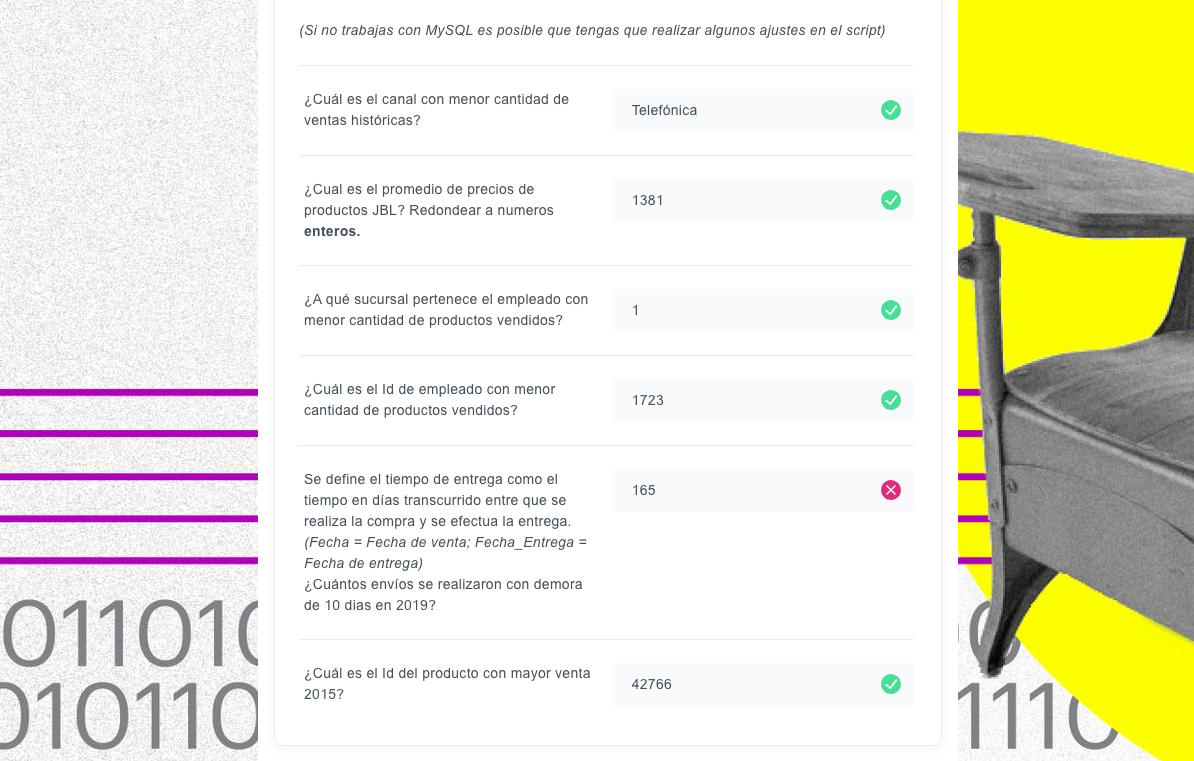 (Si no trabajas con MySQL es posible que tengas que realizar algunos ajustes en el script)
¿Cuál es el canal con menor cantidad de
ventas históricas?
Telefónica
¿Cual es el promedio de precios de
productos JBL? Redondear a numeros
enteros.
1381
¿A qué sucursal pertenece el empleado con
menor cantidad de productos vendidos?
1
¿Cuál es el Id de empleado con menor
cantidad de productos vendidos?
1723
Se define el tiempo de entrega como el
tiempo en días transcurrido entre que se
realiza la compra y se efectua la entrega.
(Fecha = Fecha de venta; Fecha_Entrega =
Fecha de entrega)
¿Cuántos envíos se realizaron con demora
de 10 dias en 2019?
165
¿Cuál es el Id del producto con mayor venta
2015?
42766
011010
010110
1110